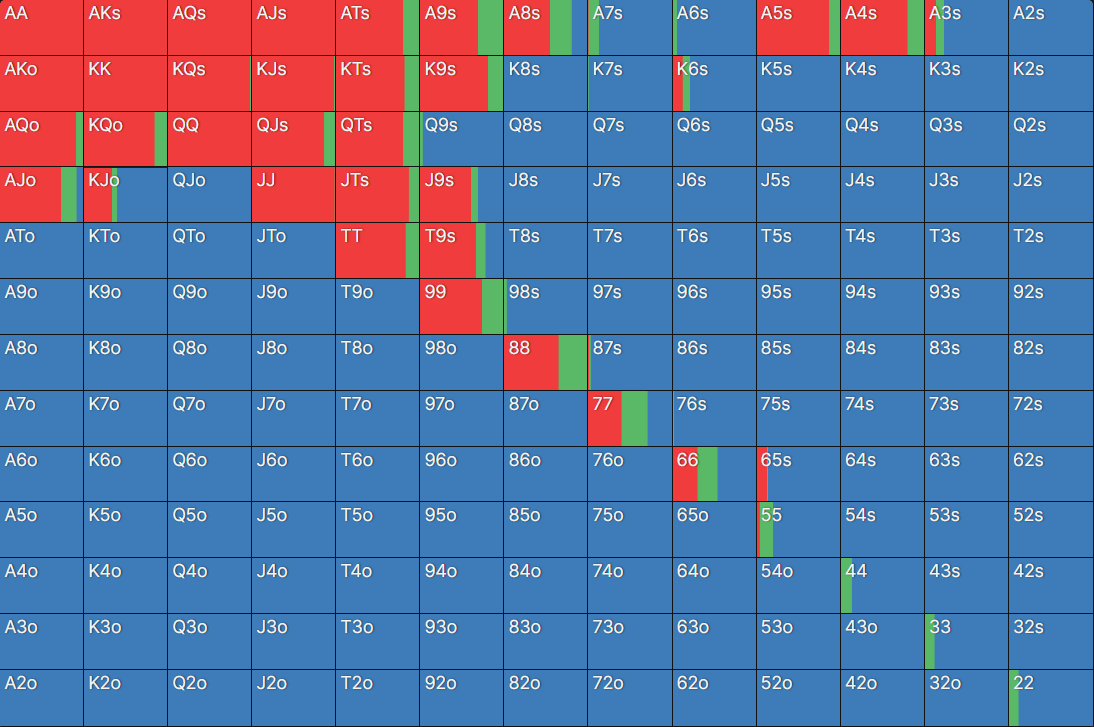 AA AKs AQs AJs ATs A9s A8s A7s A6s A5s A4s A3s A2s
AKo KK KQs KJs KTs K9s K8s K7s K6s K5s K4s K3s K2s
AQo KQo QQ QJs QTs Q9s Q8s Q7s Q6s Q5s Q4s Q3s Q2s
AJo KJo QJo JJ JTs J9s J8s J7s J6s J5s J4s J3s J2s
ATo KTo QTo JTo TT T9s T8s T7s T6s T5s T4s T3s T2s
A9o K9o Q9o J9o T9o 99 98s 97s 96s 95s 94s 93s 92s
A8o K8o Q8o J8o T8o 98o 88 87s 86s 85s 84s 83s 82s
A7o K7o Q7o J7o T7o 97o 87o 77 76s 75s 74s 73s 72s
A6o K6o Q6o J6o T6o 96o 86o 76o 66 65s 64s 63s 62s
A5o K5o Q5o J5o T5o 95o 85o 75o 65o 55 54s 53s 52s
A4o K4o Q4o J4o T4o 94o 84o 74o 64o 54o 44 43s 42s
A3o K3o Q3o J3o T3o 93o 83o 73o 63o 53o 43o 33 32s
A2o K2o Q2o J2o T2o 92o 82o 72o 62o 52o 42o 32o 22